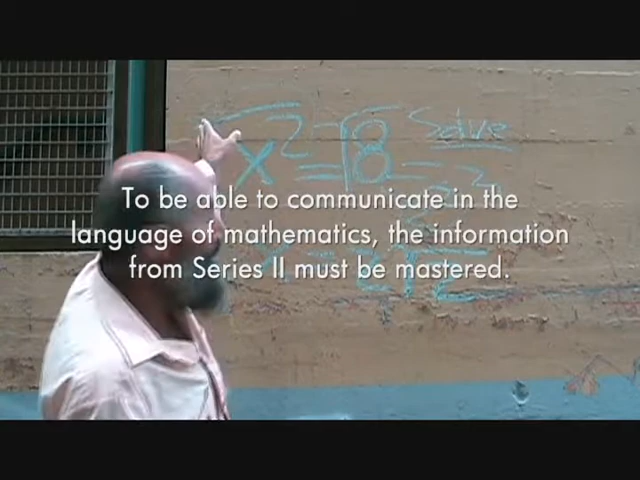 x² = 18 Solve
To be able to communicate in the
language of mathematics, the information
from Series II must be mastered.